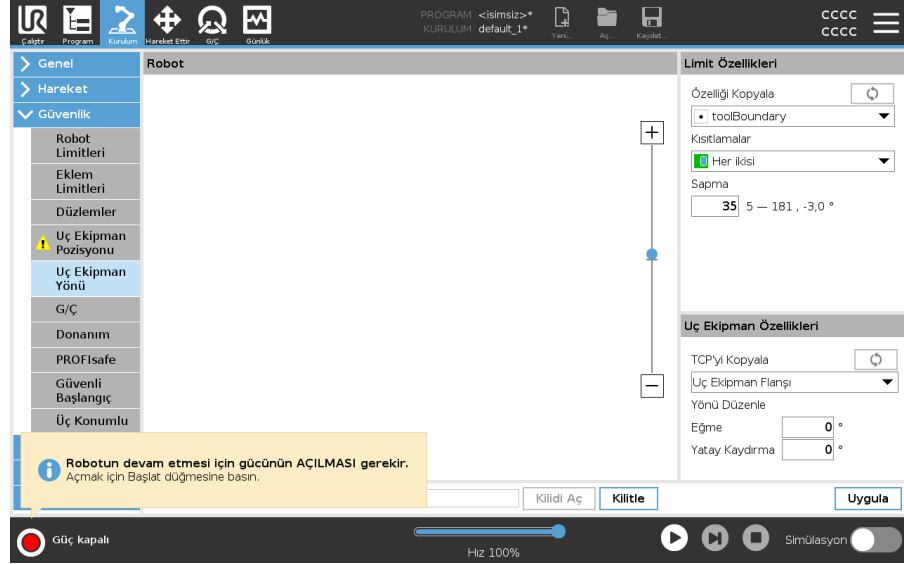 PROGRAM <isimsiz>*
KURULUM default_1*
Çalıştır
Program
Kurulum
Hareket Ettir
G/Ç
Günlük
Yeni...
Aç...
Kaydet...
cccc
cccc
Genel
Hareket
Güvenlik
Robot
Limitleri
Eklem
Limitleri
Düzlemler
Uç Ekipman
Pozisyonu
Uç Ekipman
Yönü
G/Ç
Donanım
PROFIsafe
Güvenli
Başlangıç
Üç Konumlu
Robot
Limit Özellikleri
Özelliği Kopyala
toolBoundary
Kısıtlamalar
Her ikisi
Sapma
35 5 — 181 , -3,0 °
Uç Ekipman Özellikleri
TCP'yi Kopyala
Uç Ekipman Flanşı
Yönü Düzenle
Eğme 0 °
Yatay Kaydırma 0 °
Robotun devam etmesi için gücünün AÇILMASI gerekir.
Açmak için Başlat düğmesine basın.
Kilidi Aç
Kilitle
Uygula
Güç kapalı
Hız 100%
Simülasyon